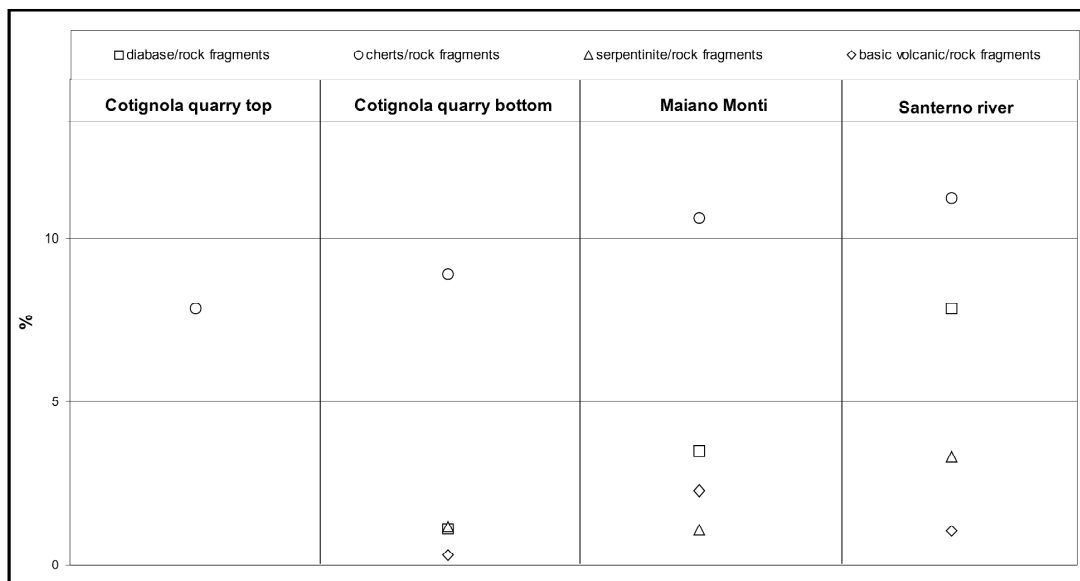 diabase/rock fragments cherts/rock fragments serpentinite/rock fragments basic volcanic/rock fragments
Cotignola quarry top Cotignola quarry bottom Maiano Monti Santerno river
10
%
5
0